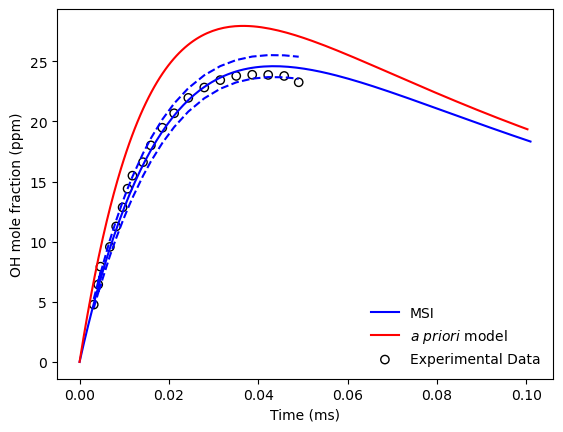 OH mole fraction (ppm)
25
20
15
10
5
0
MSI
a priori model
Experimental Data
0.00 0.02 0.04 0.06 0.08 0.10
Time (ms)